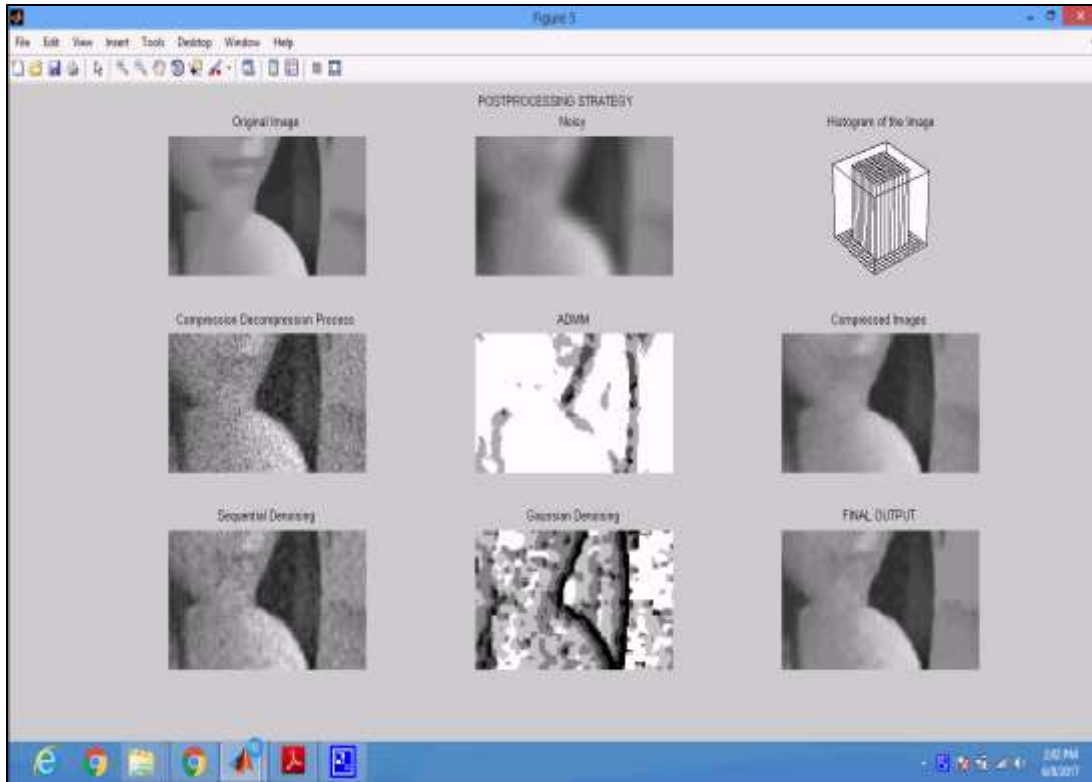 Figure 3
File Edit View Insert Tools Desktop Window Help
POSTPROCESSING STRATEGY
Original Image
Noisy
Histogram of the Image
Compression Decompression Process
ADMM
Compressed Images
Sequential Denoising
Gaussian Denoising
FINAL OUTPUT